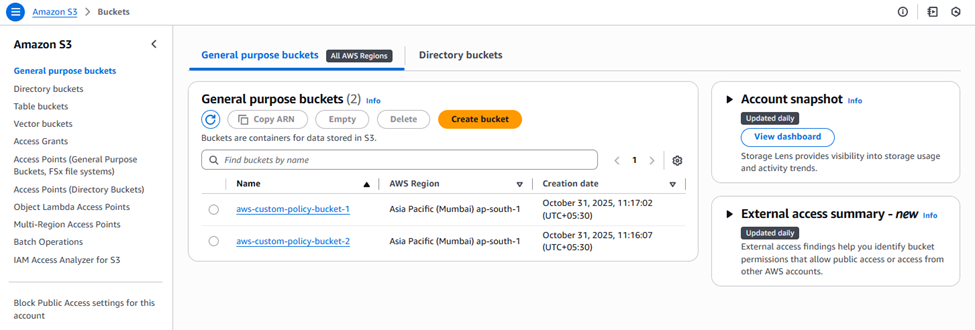 Amazon S3 > Buckets
Amazon S3
General purpose buckets
Directory buckets
Table buckets
Vector buckets
Access Grants
Access Points (General Purpose
Buckets, FSx file systems)
Access Points (Directory Buckets)
Object Lambda Access Points
Multi-Region Access Points
Batch Operations
IAM Access Analyzer for S3
Block Public Access settings for this
account
General purpose buckets All AWS Regions Directory buckets
General purpose buckets (2) Info
Copy ARN Empty Delete Create bucket
Buckets are containers for data stored in S3.
Find buckets by name
1
Name AWS Region Creation date
aws-custom-policy-bucket-1 Asia Pacific (Mumbai) ap-south-1 October 31, 2025, 11:17:02
(UTC+05:30)
aws-custom-policy-bucket-2 Asia Pacific (Mumbai) ap-south-1 October 31, 2025, 11:16:07
(UTC+05:30)
Account snapshot Info
Updated daily
View dashboard
Storage Lens provides visibility into storage usage
and activity trends.
External access summary - new Info
Updated daily
External access findings help you identify bucket
permissions that allow public access or access from
other AWS accounts.